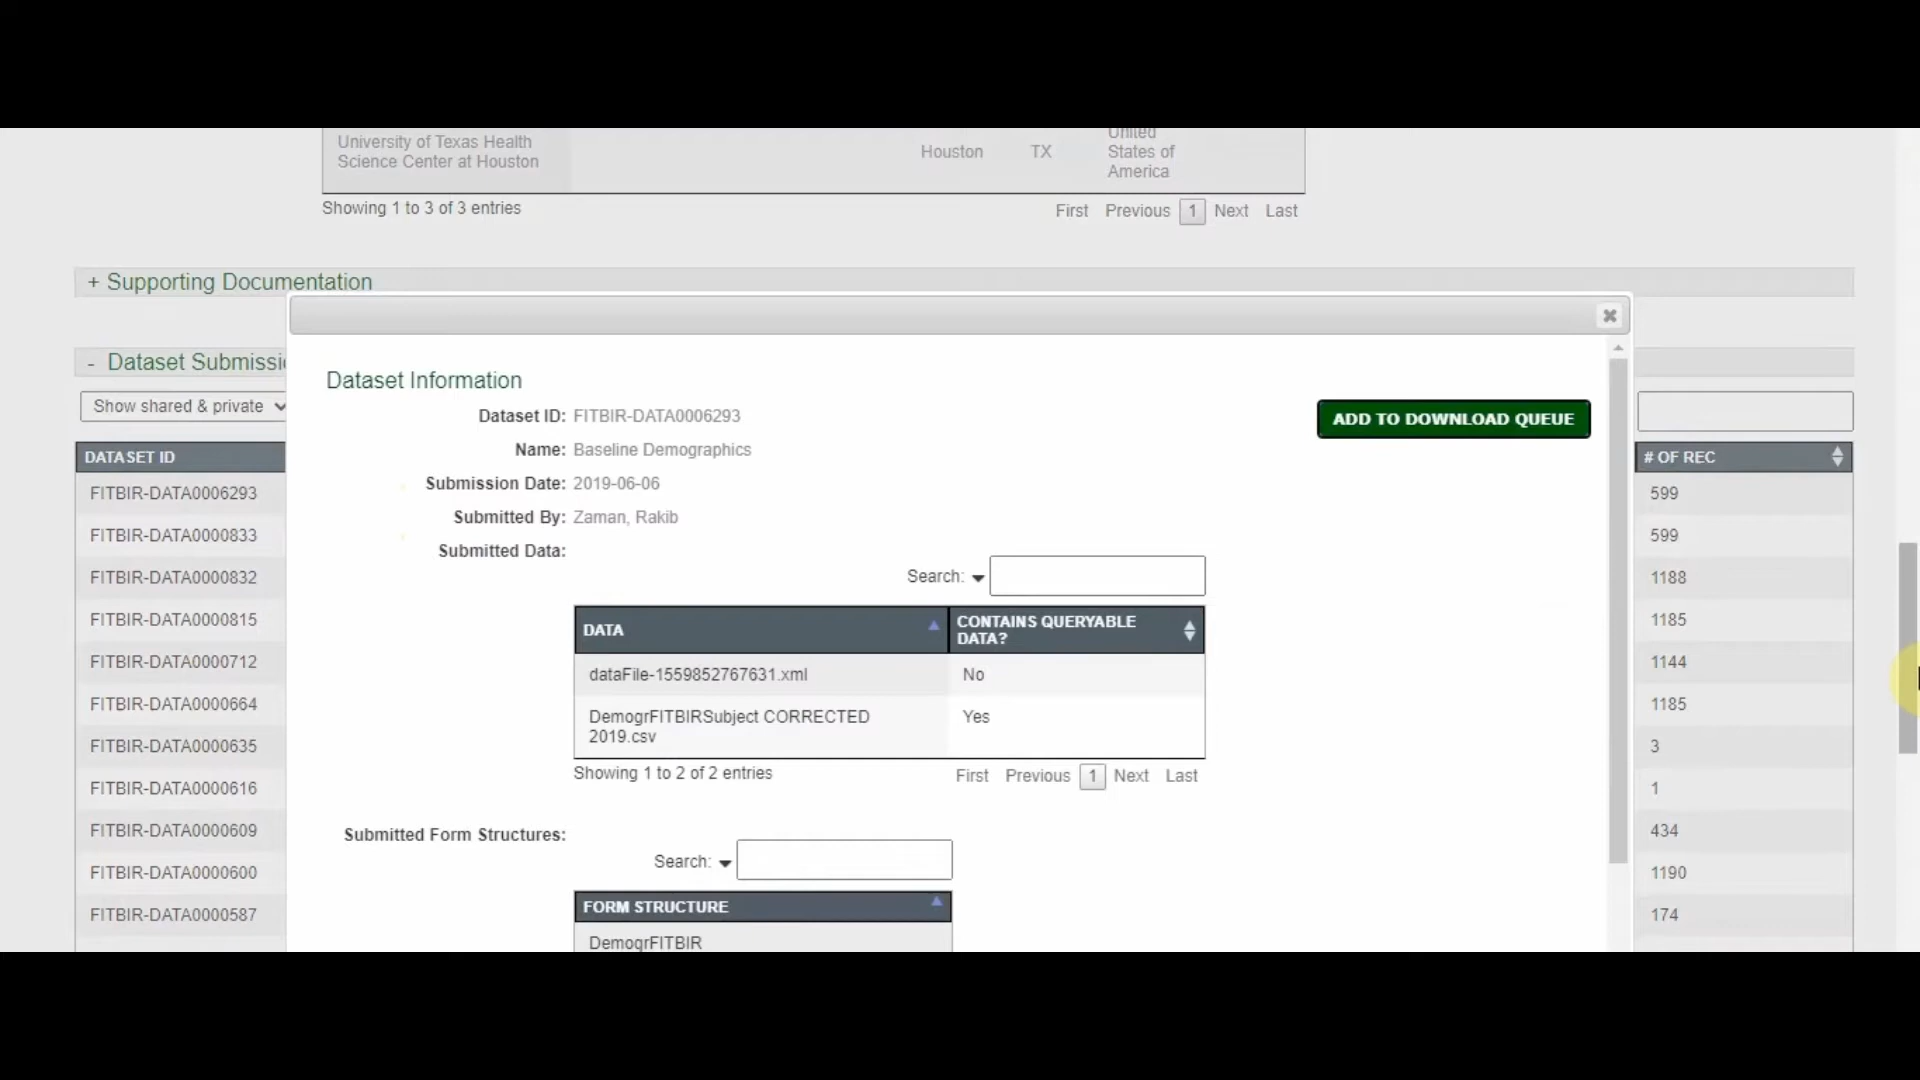 University of Texas Health
Science Center at Houston
Houston
TX
United
States of
America
Showing 1 to 3 of 3 entries
First Previous 1 Next Last
+ Supporting Documentation
- Dataset Submissi
Show shared & private
DATASET ID
# OF REC
FITBIR-DATA0006293
599
FITBIR-DATA0000833
599
FITBIR-DATA0000832
1188
FITBIR-DATA0000815
1185
FITBIR-DATA0000712
1144
FITBIR-DATA0000664
1185
FITBIR-DATA0000635
3
FITBIR-DATA0000616
1
FITBIR-DATA0000609
434
FITBIR-DATA0000600
1190
FITBIR-DATA0000587
174
Dataset Information
ADD TO DOWNLOAD QUEUE
Dataset ID: FITBIR-DATA0006293
Name: Baseline Demographics
Submission Date: 2019-06-06
Submitted By: Zaman, Rakib
Submitted Data:
Search:
DATA
CONTAINS QUERYABLE
DATA?
dataFile-1559852767631.xml No
DemogrFITBIRSubject CORRECTED
2019.csv
Yes
Showing 1 to 2 of 2 entries
First Previous 1 Next Last
Submitted Form Structures:
Search:
FORM STRUCTURE
DemogrFITBIR